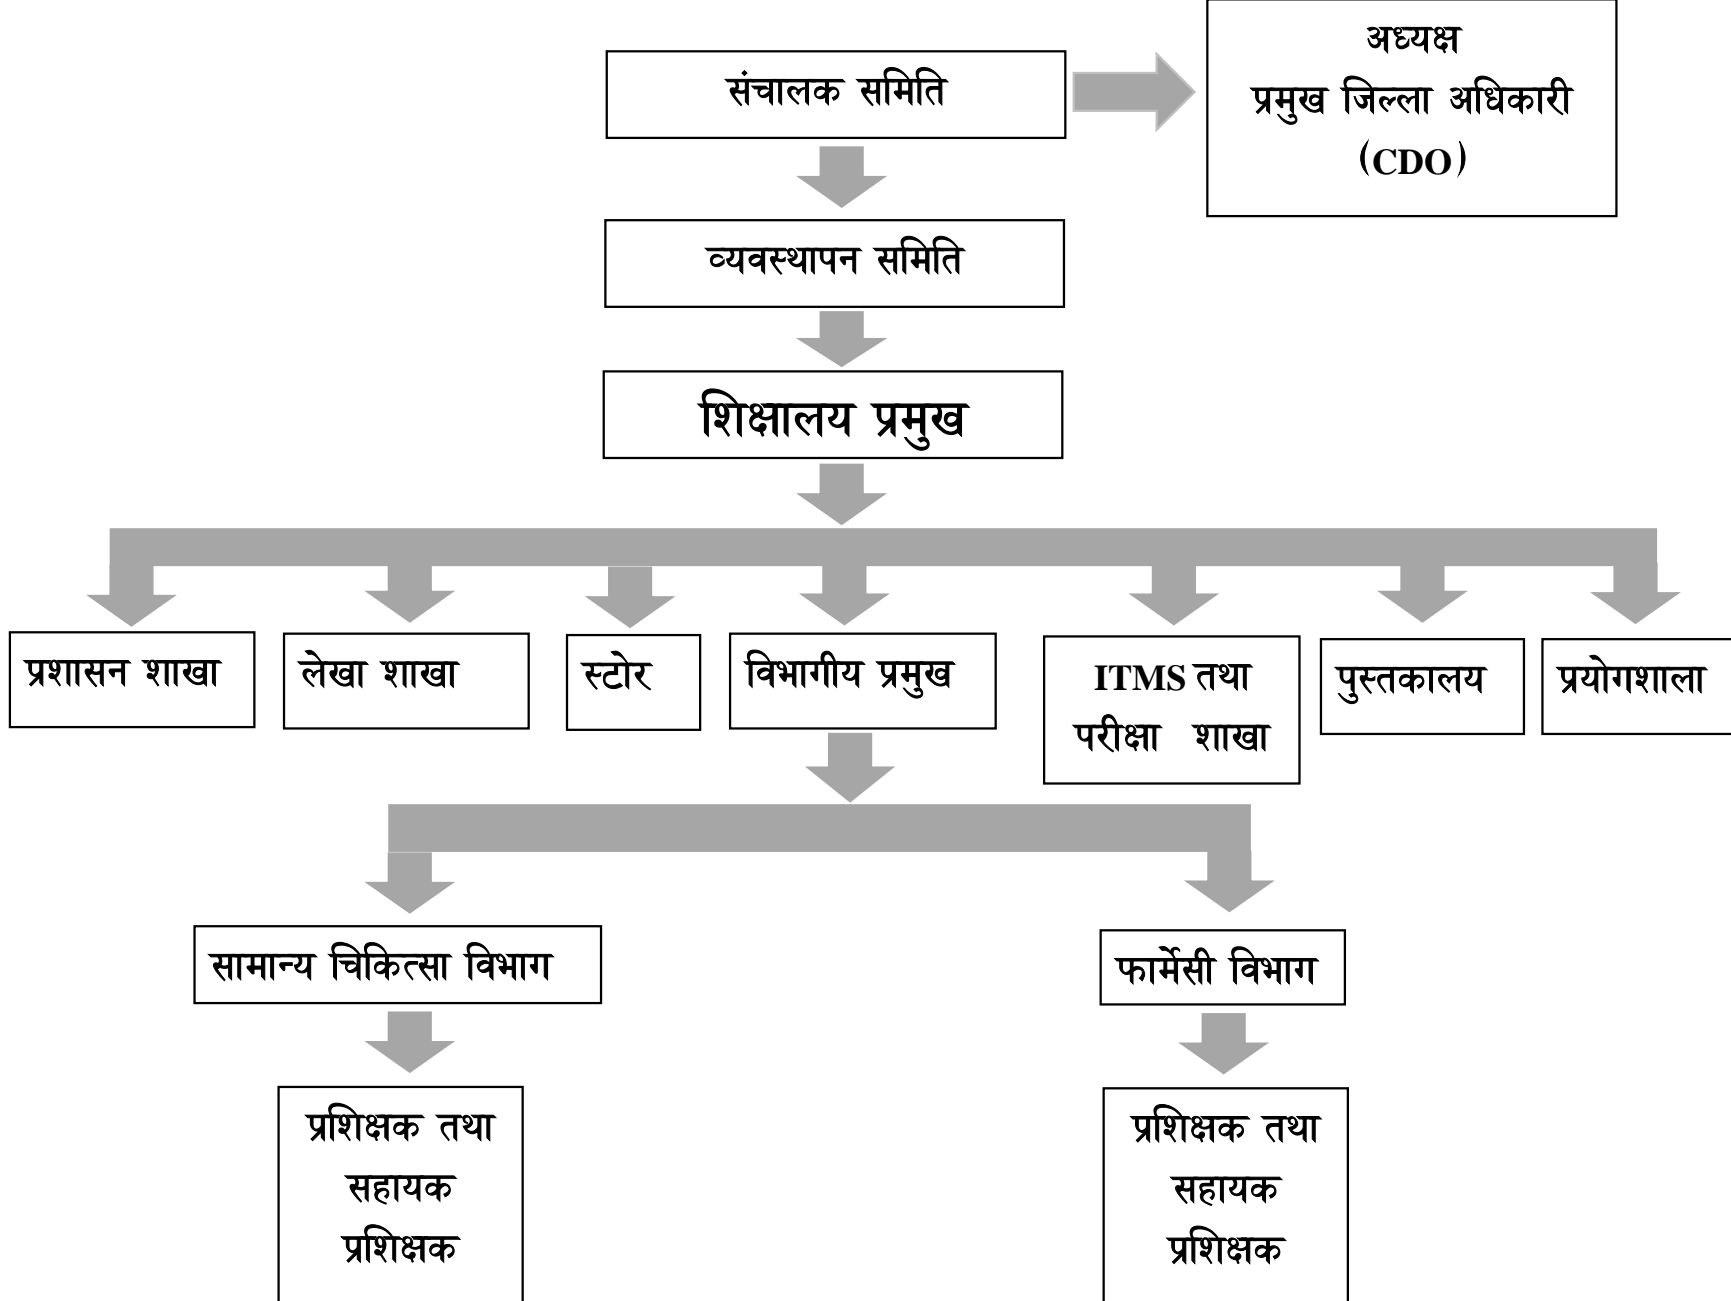 संचालक समिति
अध्यक्ष
प्रमुख जिल्ला अधिकारी
(CDO)
व्यवस्थापन समिति
शिक्षालय प्रमुख
प्रशासन शाखा
लेखा शाखा
स्टोर
विभागीय प्रमुख
ITMS तथा
परीक्षा शाखा
पुस्तकालय
प्रयोगशाला
सामान्य चिकित्सा विभाग
फार्मेसी विभाग
प्रशिक्षक तथा
सहायक
प्रशिक्षक
प्रशिक्षक तथा
सहायक
प्रशिक्षक